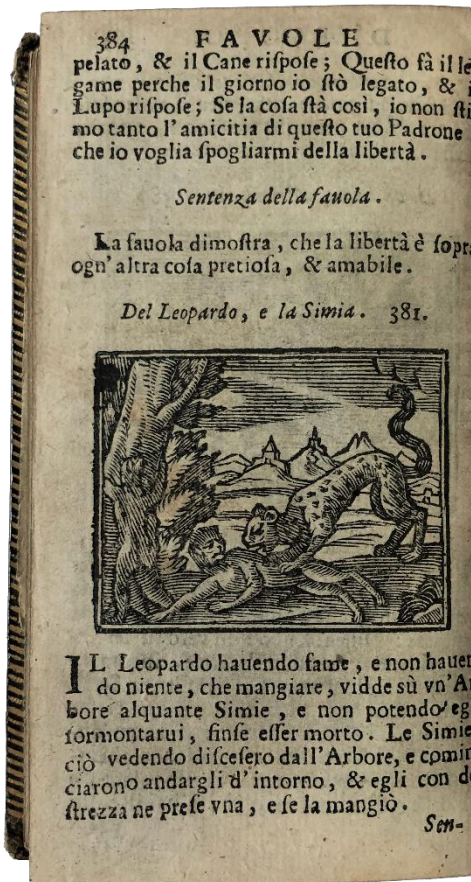 384 FAVOLE
pelato, & il Cane riſpoſe; Queſto fà il le
game perche il giorno io ſtò legato, & i
Lupo riſpoſe; Se la coſa ſtà così, io non ſti
mo tanto l'amicitia di queſto tuo Padrone
che io voglia ſpogliarmi della libertà.
Sentenza della fauola.
La fauola dimoſtra, che la libertà è ſopra
ogn'altra coſa pretioſa, & amabile.
Del Leopardo, e la Simia. 381.
IL Leopardo hauendo fame, e non hauen
do niente, che mangiare, vidde sù vn'Ar
bore alquante Simie, e non potendo eg
ſormontarui, finſe eſſer morto. Le Simie
ciò vedendo diſceſero dall'Arbore, e comin
ciarono andargli d'intorno, & egli con de
ſtrezza ne preſe vna, e ſe la mangiò.
Sen-